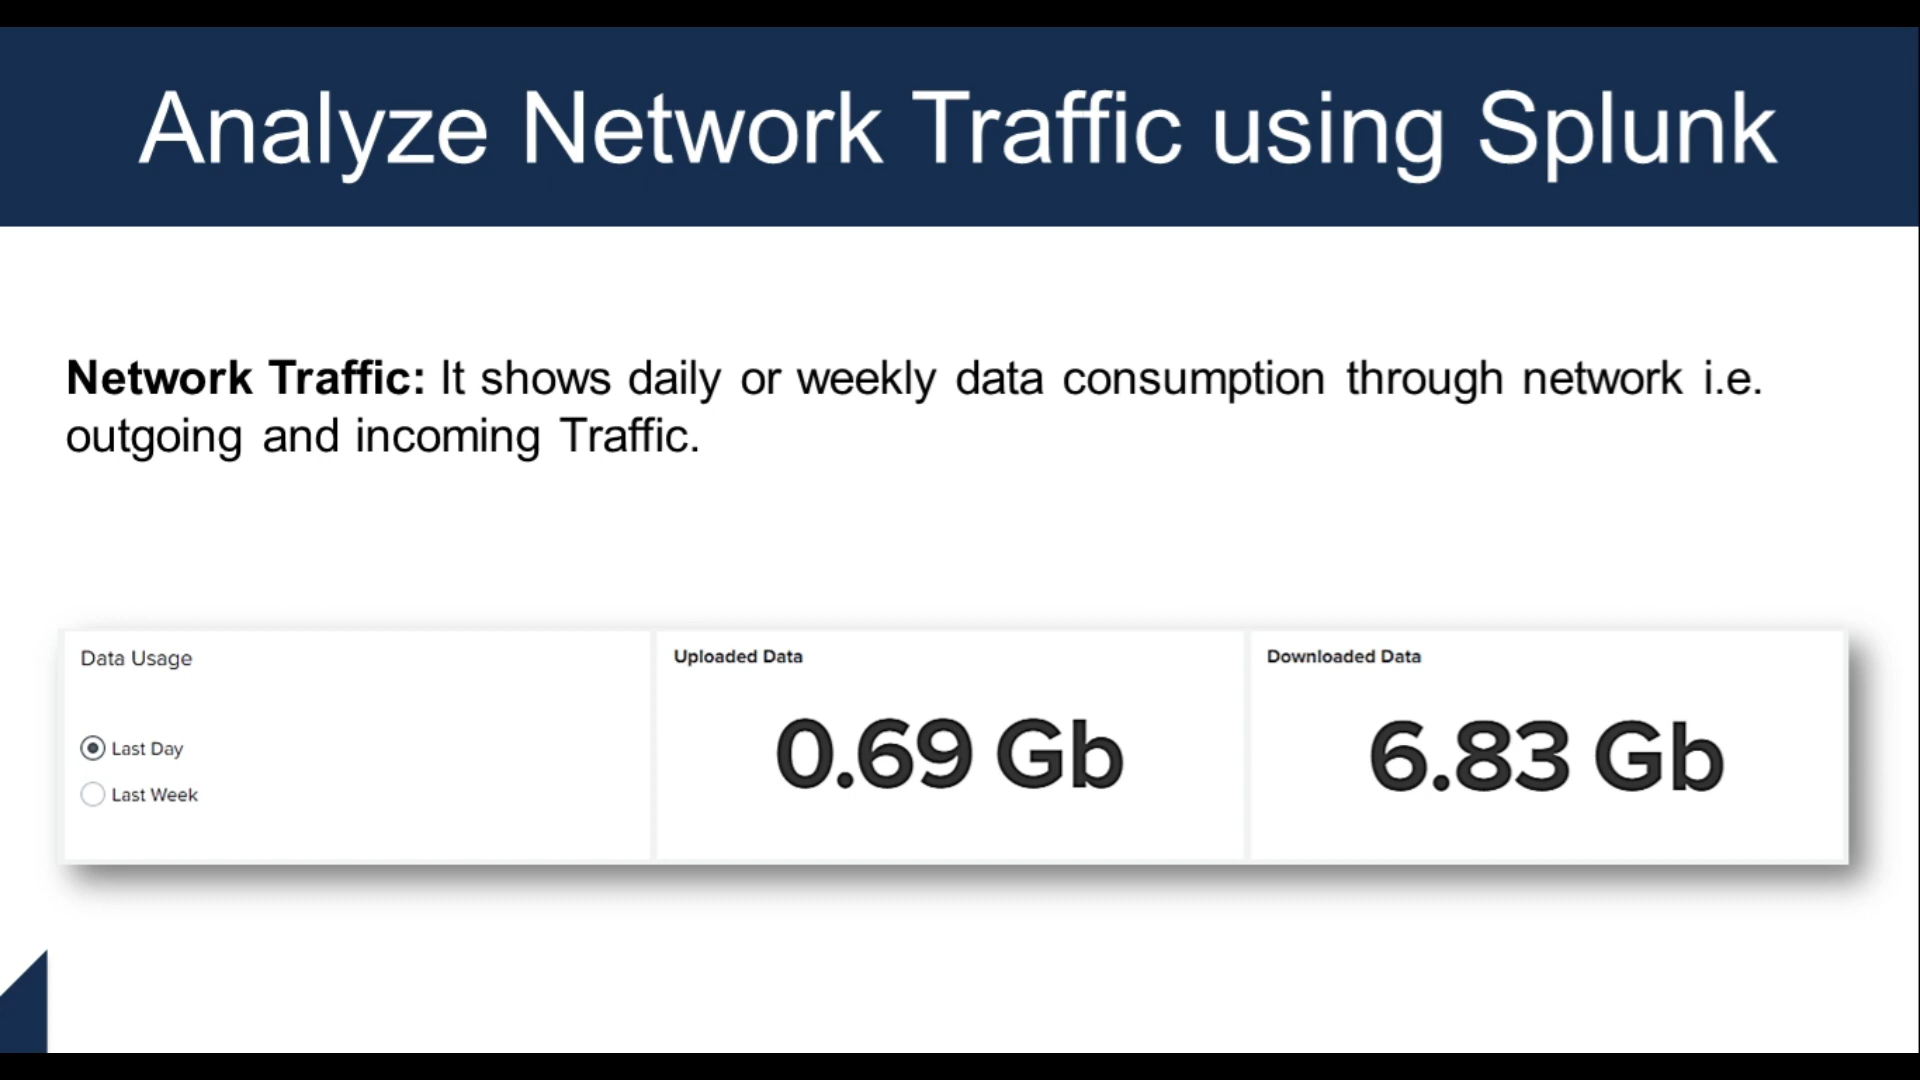 Analyze Network Traffic using Splunk
Network Traffic: It shows daily or weekly data consumption through network i.e.
outgoing and incoming Traffic.
Data Usage
Last Day
Last Week
Uploaded Data
0.69 Gb
Downloaded Data
6.83 Gb